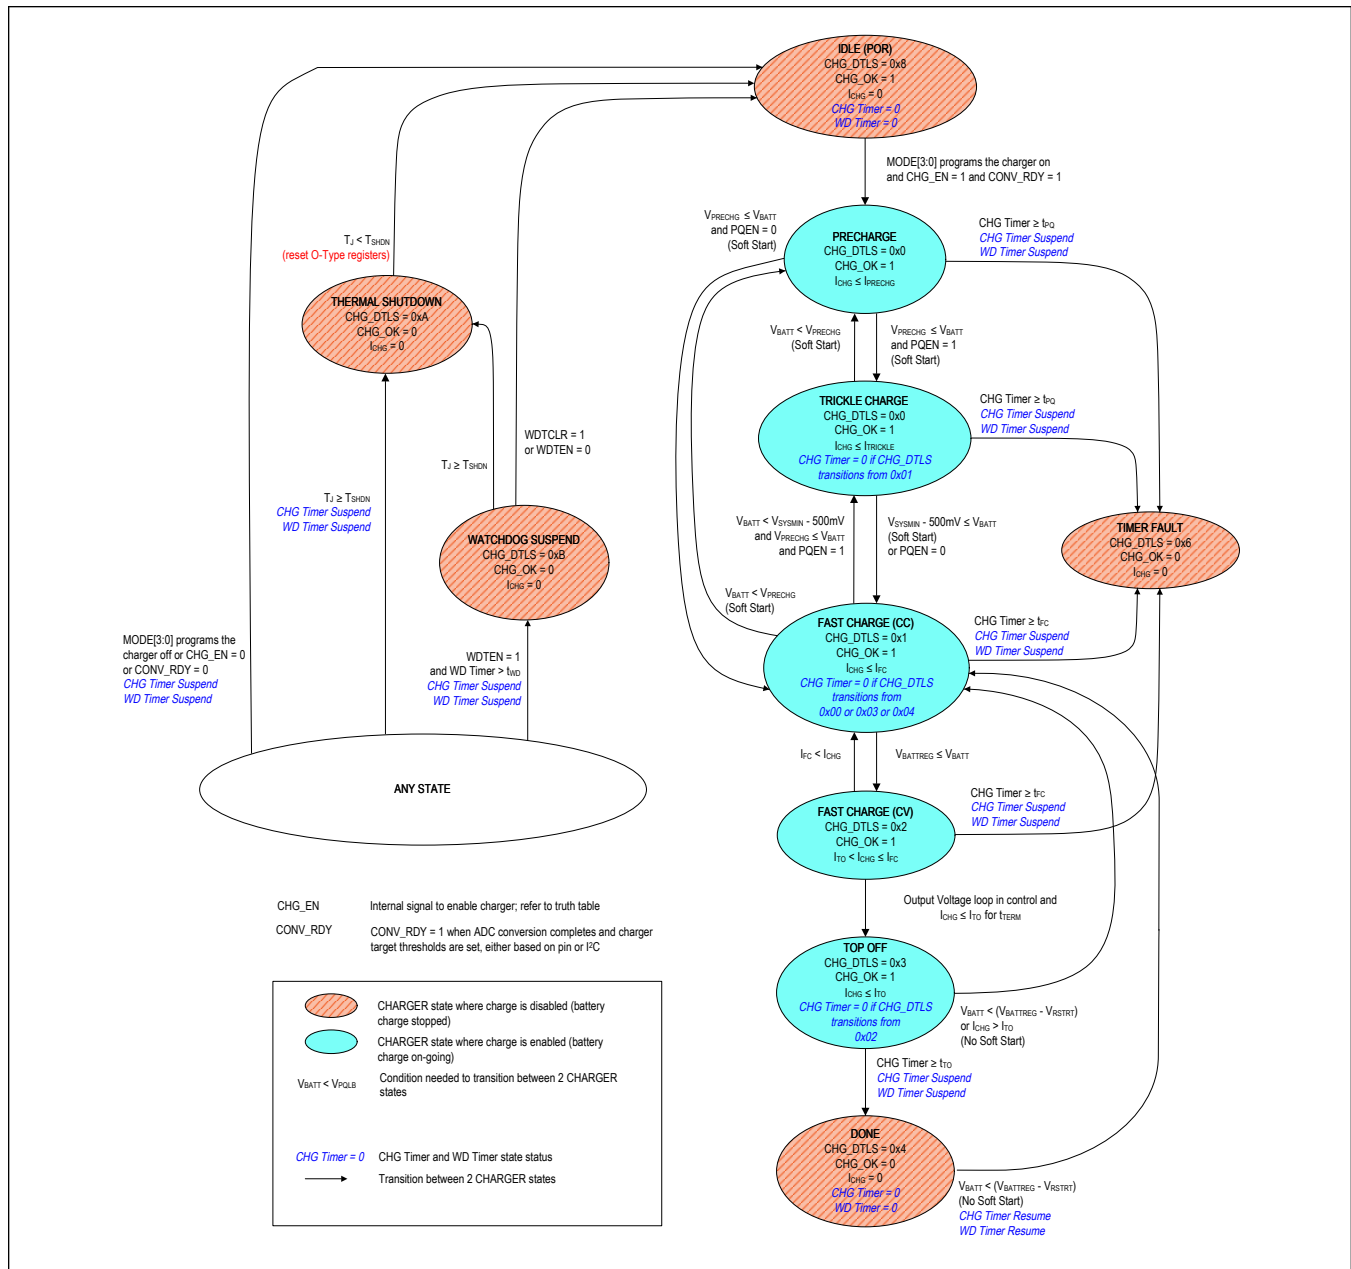 IDLE (POR)
CHG_DTLS = 0x8
CHG_OK = 1
ICHG = 0
CHG Timer = 0
WD Timer = 0
MODE[3:0] programs the charger on
and CHG_EN = 1 and CONV_RDY = 1
VPRECHG ≤ VBATT
and PQEN = 0
(Soft Start)
PRECHARGE
CHG_DTLS = 0x0
CHG_OK = 1
ICHG ≤ IPRECHG
CHG Timer ≥ tPQ
CHG Timer Suspend
WD Timer Suspend
TJ < TSHDN
(reset O-Type registers)
THERMAL SHUTDOWN
CHG_DTLS = 0xA
CHG_OK = 0
ICHG = 0
VBATT < VPRECHG
(Soft Start)
VPRECHG ≤ VBATT
and PQEN = 1
(Soft Start)
TRICKLE CHARGE
CHG_DTLS = 0x0
CHG_OK = 1
ICHG ≤ ITRICKLE
CHG Timer = 0 if CHG_DTLS
transitions from 0x01
CHG Timer ≥ tPQ
CHG Timer Suspend
WD Timer Suspend
WDTCLR = 1
or WDTEN = 0
TJ ≥ TSHDN
TJ ≥ TSHDN
CHG Timer Suspend
WD Timer Suspend
WATCHDOG SUSPEND
CHG_DTLS = 0xB
CHG_OK = 0
ICHG = 0
VBATT < VSYSMIN - 500mV
and VPRECHG ≤ VBATT
and PQEN = 1
VSYSMIN - 500mV ≤ VBATT
(Soft Start)
or PQEN = 0
TIMER FAULT
CHG_DTLS = 0x6
CHG_OK = 0
ICHG = 0
VBATT < VPRECHG
(Soft Start)
FAST CHARGE (CC)
CHG_DTLS = 0x1
CHG_OK = 1
ICHG ≤ IFC
CHG Timer = 0 if CHG_DTLS
transitions from
0x00 or 0x03 or 0x04
CHG Timer ≥ tFC
CHG Timer Suspend
WD Timer Suspend
MODE[3:0] programs the
charger off or CHG_EN = 0
or CONV_RDY = 0
CHG Timer Suspend
WD Timer Suspend
WDTEN = 1
and WD Timer > tWD
CHG Timer Suspend
WD Timer Suspend
ANY STATE
IFC < ICHG
VBATTREG ≤ VBATT
FAST CHARGE (CV)
CHG_DTLS = 0x2
CHG_OK = 1
ITO < ICHG ≤ IFC
CHG Timer ≥ tFC
CHG Timer Suspend
WD Timer Suspend
Output Voltage loop in control and
ICHG ≤ ITO for tTERM
CHG_EN Internal signal to enable charger; refer to truth table
CONV_RDY CONV_RDY = 1 when ADC conversion completes and charger
target thresholds are set, either based on pin or I2C
TOP OFF
CHG_DTLS = 0x3
CHG_OK = 1
ICHG ≤ ITO
CHG Timer = 0 if CHG_DTLS
transitions from
0x02
VBATT < (VBATTREG - VRSTRT)
or ICHG > ITO
(No Soft Start)
CHG Timer ≥ tTO
CHG Timer Suspend
WD Timer Suspend
CHARGER state where charge is disabled (battery
charge stopped)
CHARGER state where charge is enabled (battery
charge on-going)
VBATT < VPQLB Condition needed to transition between 2 CHARGER
states
CHG Timer = 0 CHG Timer and WD Timer state status
Transition between 2 CHARGER states
DONE
CHG_DTLS = 0x4
CHG_OK = 0
ICHG = 0
CHG Timer = 0
WD Timer = 0
VBATT < (VBATTREG - VRSTRT)
(No Soft Start)
CHG Timer Resume
WD Timer Resume